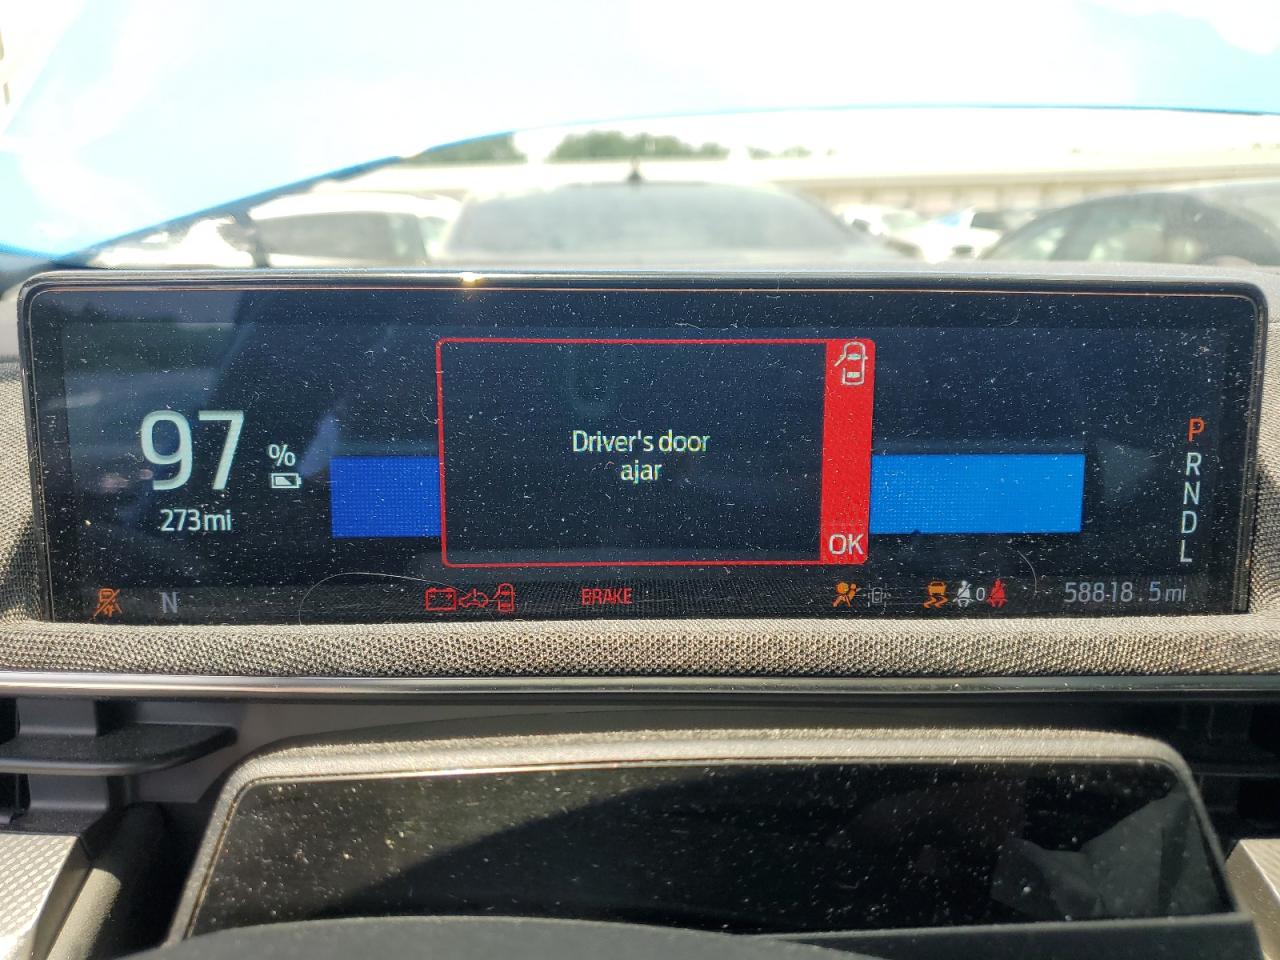 97 %
273mi
Driver's door
ajar
OK
P
R
N
D
L
N
BRAKE
0
58818.5mi